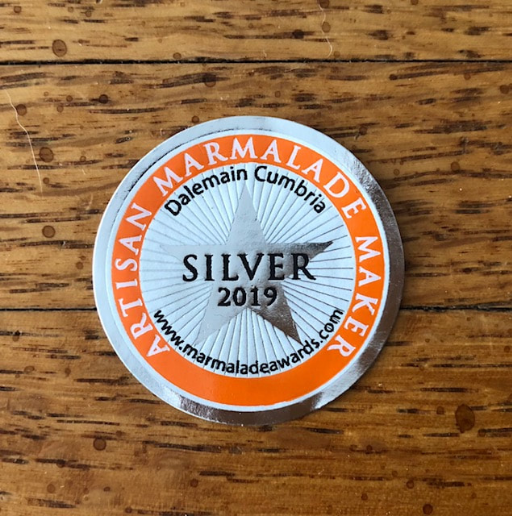 ARTISAN MARMALADE MAKER
Dalemain Cumbria
SILVER
2019
www.marmaladeawards.com